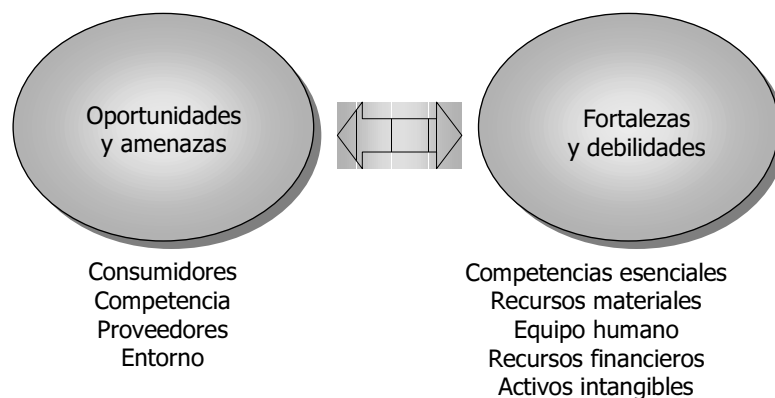 Oportunidades
y amenazas
Fortalezas
y debilidades
Consumidores
Competencia
Proveedores
Entorno
Competencias esenciales
Recursos materiales
Equipo humano
Recursos financieros
Activos intangibles